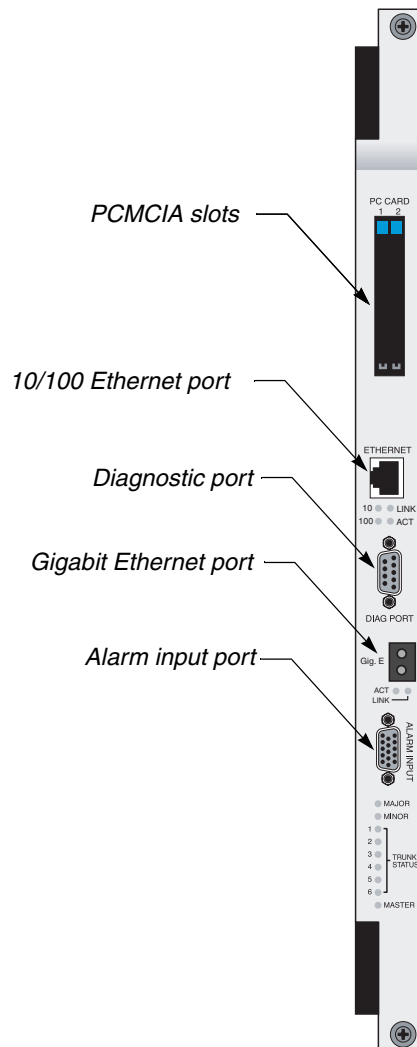 PC CARD
1 2
PCMCIA slots
10/100 Ethernet port
ETHERNET
10 LINK
100 ACT
Diagnostic port
DIAG PORT
Gigabit Ethernet port
Gig. E
ACT
LINK
Alarm input port
ALARM INPUT
MAJOR
MINOR
1
2
3
4
5
6
TRUNK
STATUS
MASTER